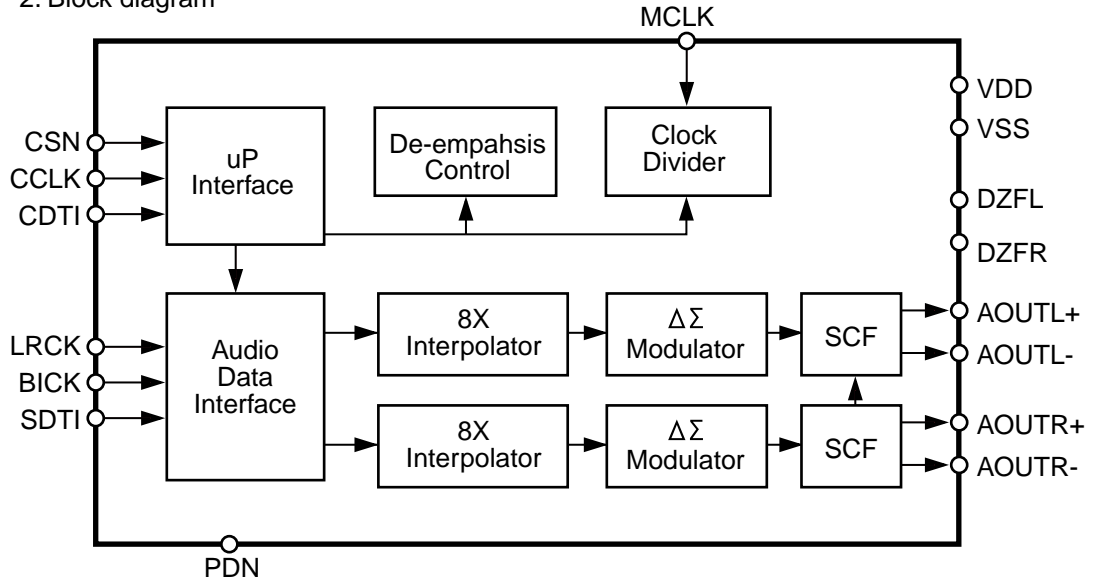 2. Block diagram
MCLK
CSN
CCLK
CDTI
uP
Interface
De-empahsis
Control
Clock
Divider
VDD
VSS
DZFL
DZFR
LRCK
BICK
SDTI
Audio
Data
Interface
8X
Interpolator
ΔΣ
Modulator
SCF
AOUTL+
AOUTL-
8X
Interpolator
ΔΣ
Modulator
SCF
AOUTR+
AOUTR-
PDN